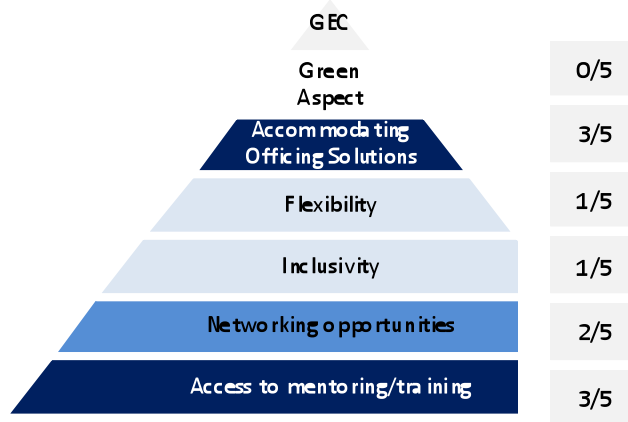 GEC
Green
Aspect
0/5
Accommodating
Officing Solutions
3/5
Flexibility
1/5
Inclusivity
1/5
Networking opportunities
2/5
Access to mentoring/training
3/5